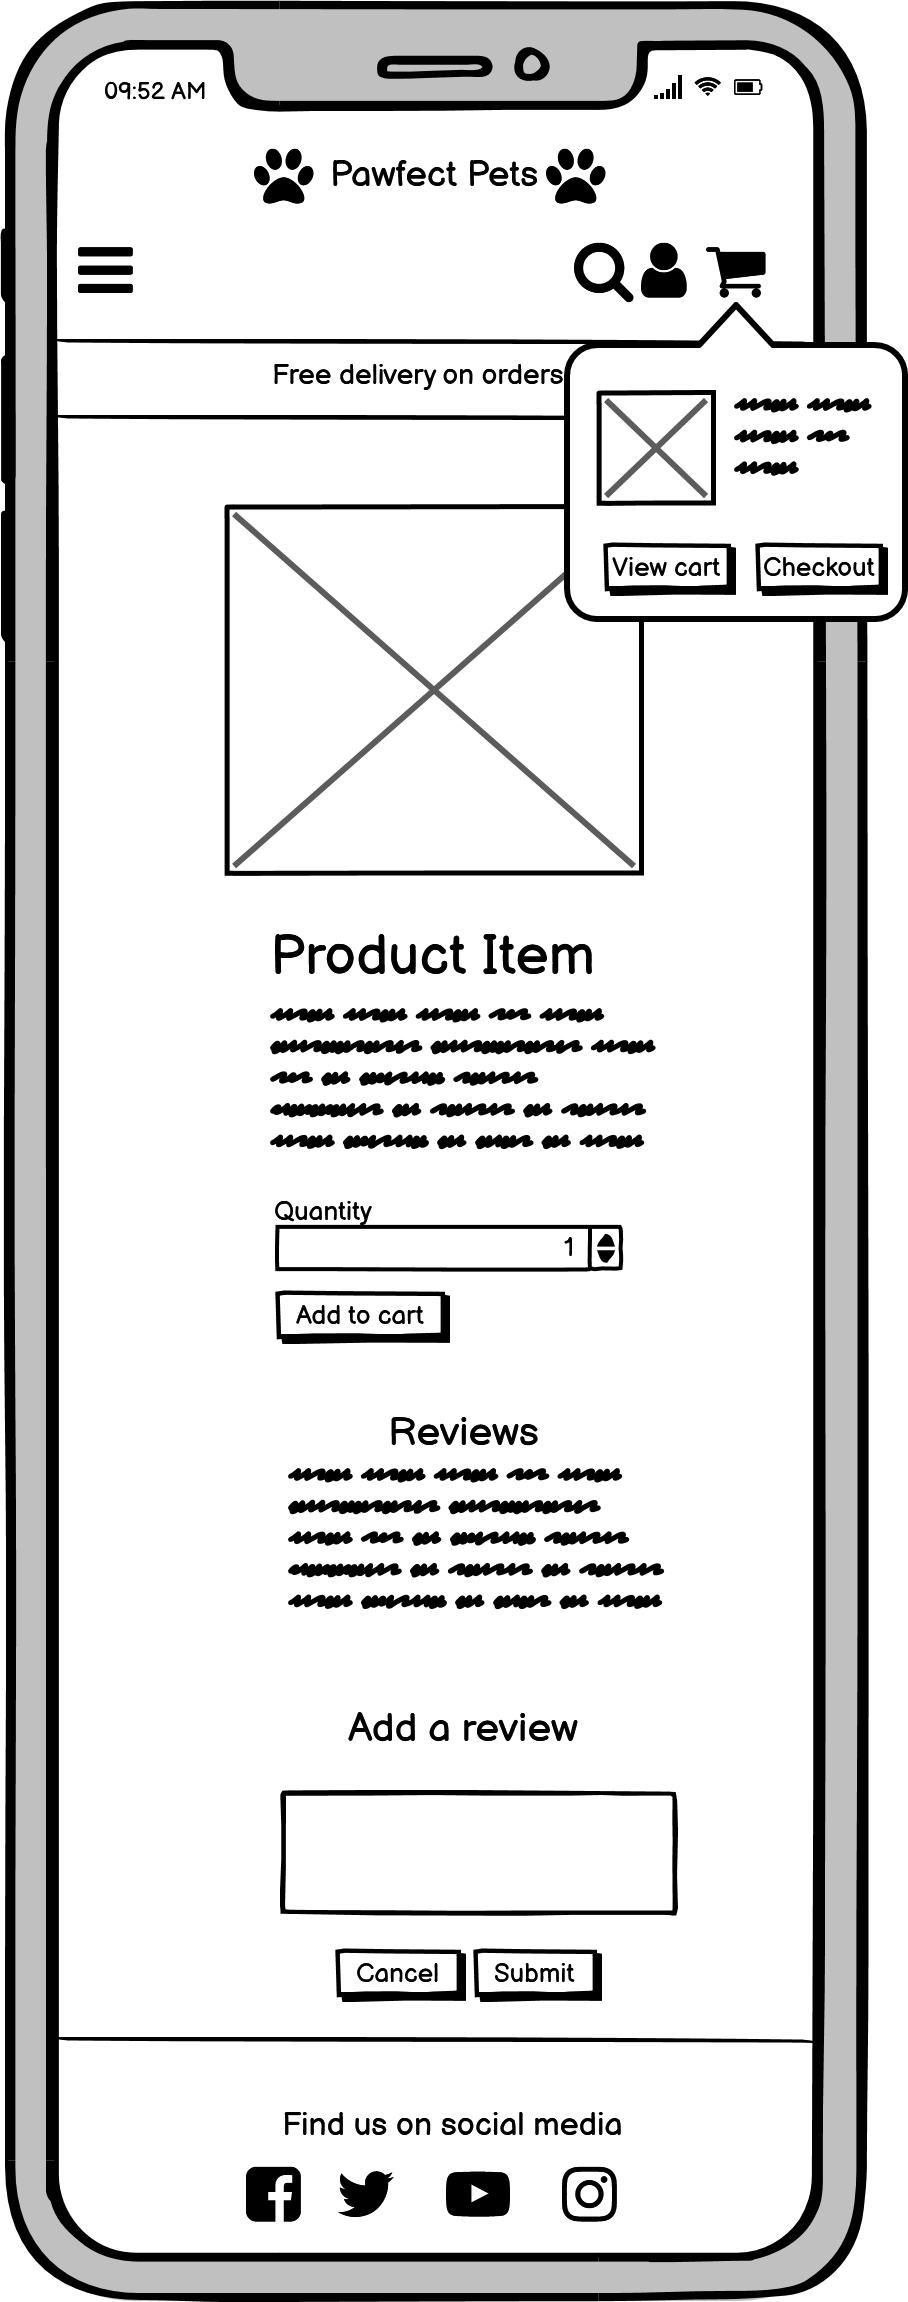 09:52 AM
Pawfect Pets
Free delivery on orders
View cart
Checkout
Product Item
Quantity
1
Add to cart
Reviews
Add a review
Cancel
Submit
Find us on social media